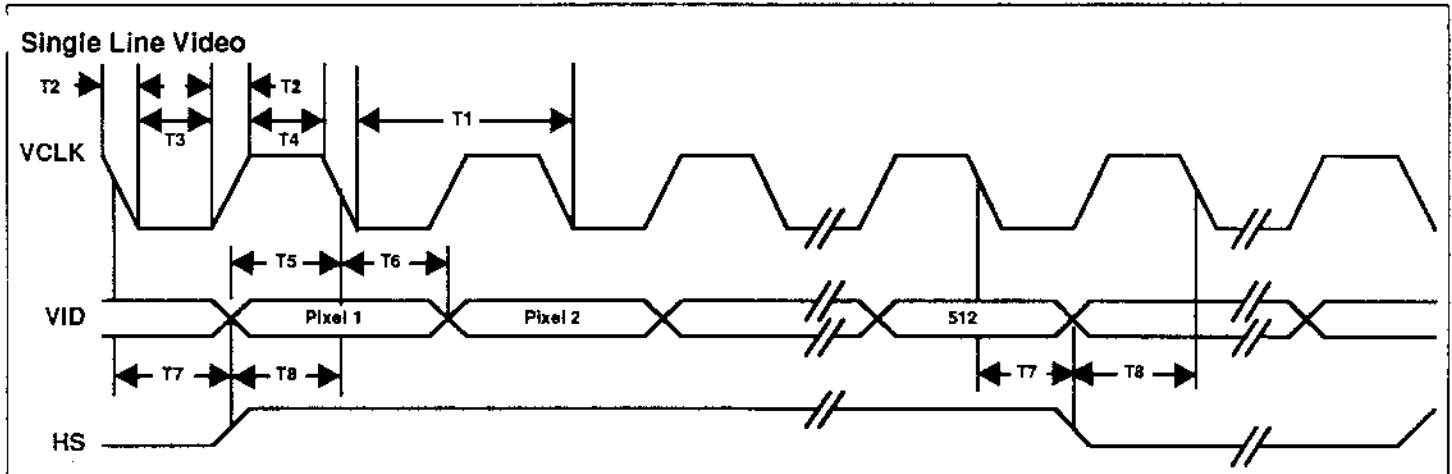 Single Line Video
T2 T2
T3 T4 T1
VCLK
T5 T6
VID Pixel 1 Pixel 2 512
T7 T8 T7 T8
HS